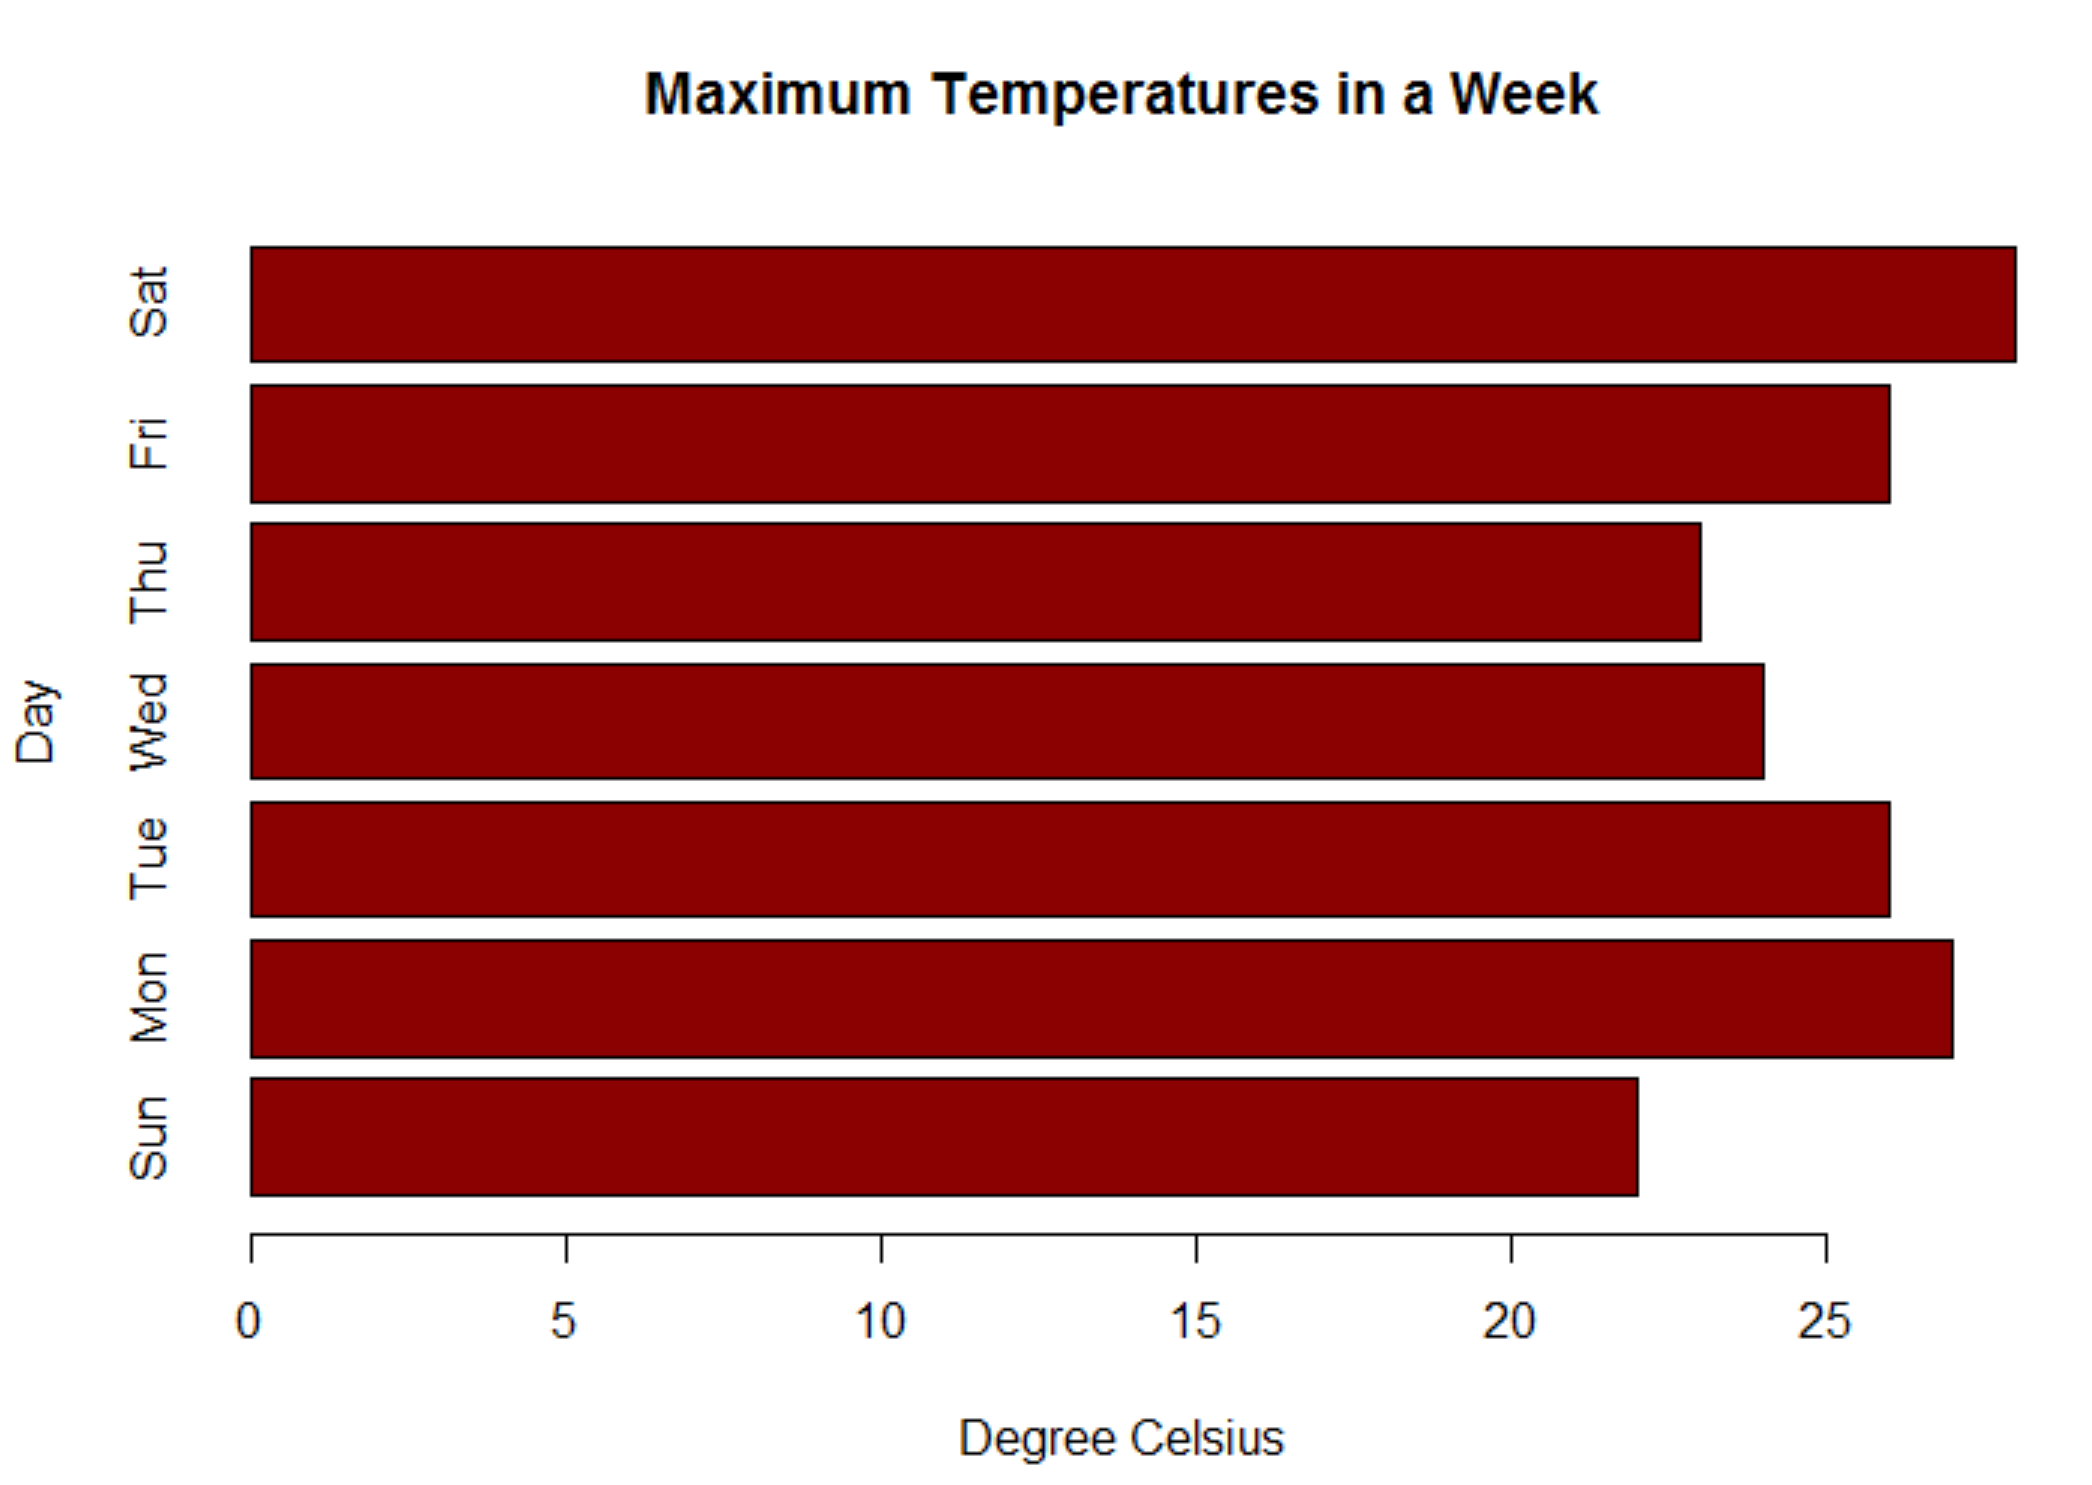 Maximum Temperatures in a Week
Day
Sat
Fri
Thu
Wed
Tue
Mon
Sun
0 5 10 15 20 25
Degree Celsius